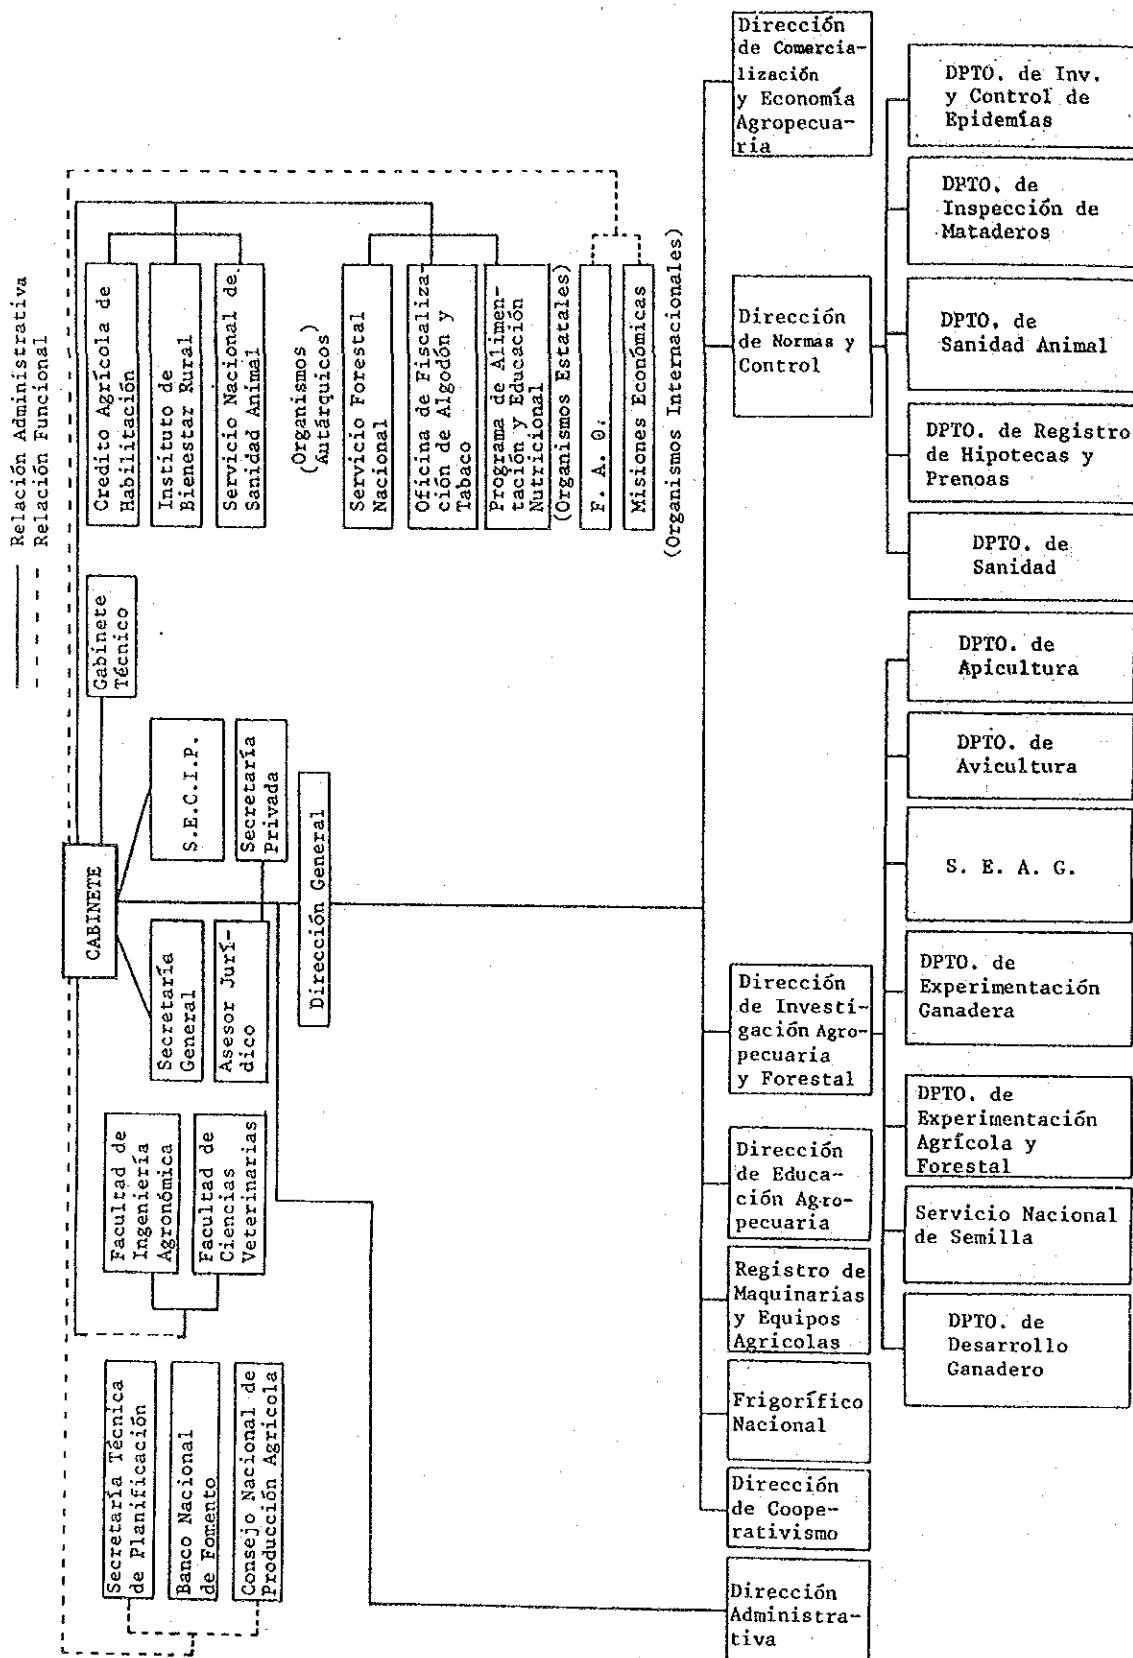 Relación Administrativa
Relación Funcional
CABINETE
Gabinete
Técnico
Secretaría
General
S.E.C.I.P.
Asesor Jurí-
dico
Secretaría
Privada
Dirección General
Secretaría Técnica
de Planificación
Banco Nacional
de Fomento
Consejo Nacional de
Producción Agrícola
Facultad de
Ingeniería
Agronómica
Facultad de
Ciencias
Veterinarias
Credito Agrícola de
Habilitación
Instituto de
Bienestar Rural
Servicio Nacional de
Sanidad Animal
(Organismos
Autárquicos)
Servicio Forestal
Nacional
Oficina de Fiscaliza-
ción de Algodón y
Tabaco
Programa de Alimen-
tación y Educación
Nutricional
(Organismos Estatales)
F. A. O.
Misiones Económicas
(Organismos Internacionales)
Dirección
Administra-
tiva
Dirección
de Coope-
rativismo
Frigorífico
Nacional
Registro de
Maquinarias
y Equipos
Agricolas
Dirección
de Educa-
ción Agro-
pecuaria
Dirección
de Investi-
gación Agro-
pecuaria
y Forestal
Dirección
de Normas y
Control
Dirección
de Comercia-
lización
y Economía
Agropecua-
ria
DPTO. de
Desarrollo
Ganadero
Servicio Nacional
de Semilla
DPTO. de
Experimentación
Agrícola y
Forestal
DPTO. de
Experimentación
Ganadera
S. E. A. G.
DPTO. de
Avicultura
DPTO. de
Apicultura
DPTO. de
Sanidad
DPTO. de Registro
de Hipotecas y
Prenoas
DPTO. de
Sanidad Animal
DPTO. de
Inspección de
Mataderos
DPTO. de Inv.
y Control de
Epidemías